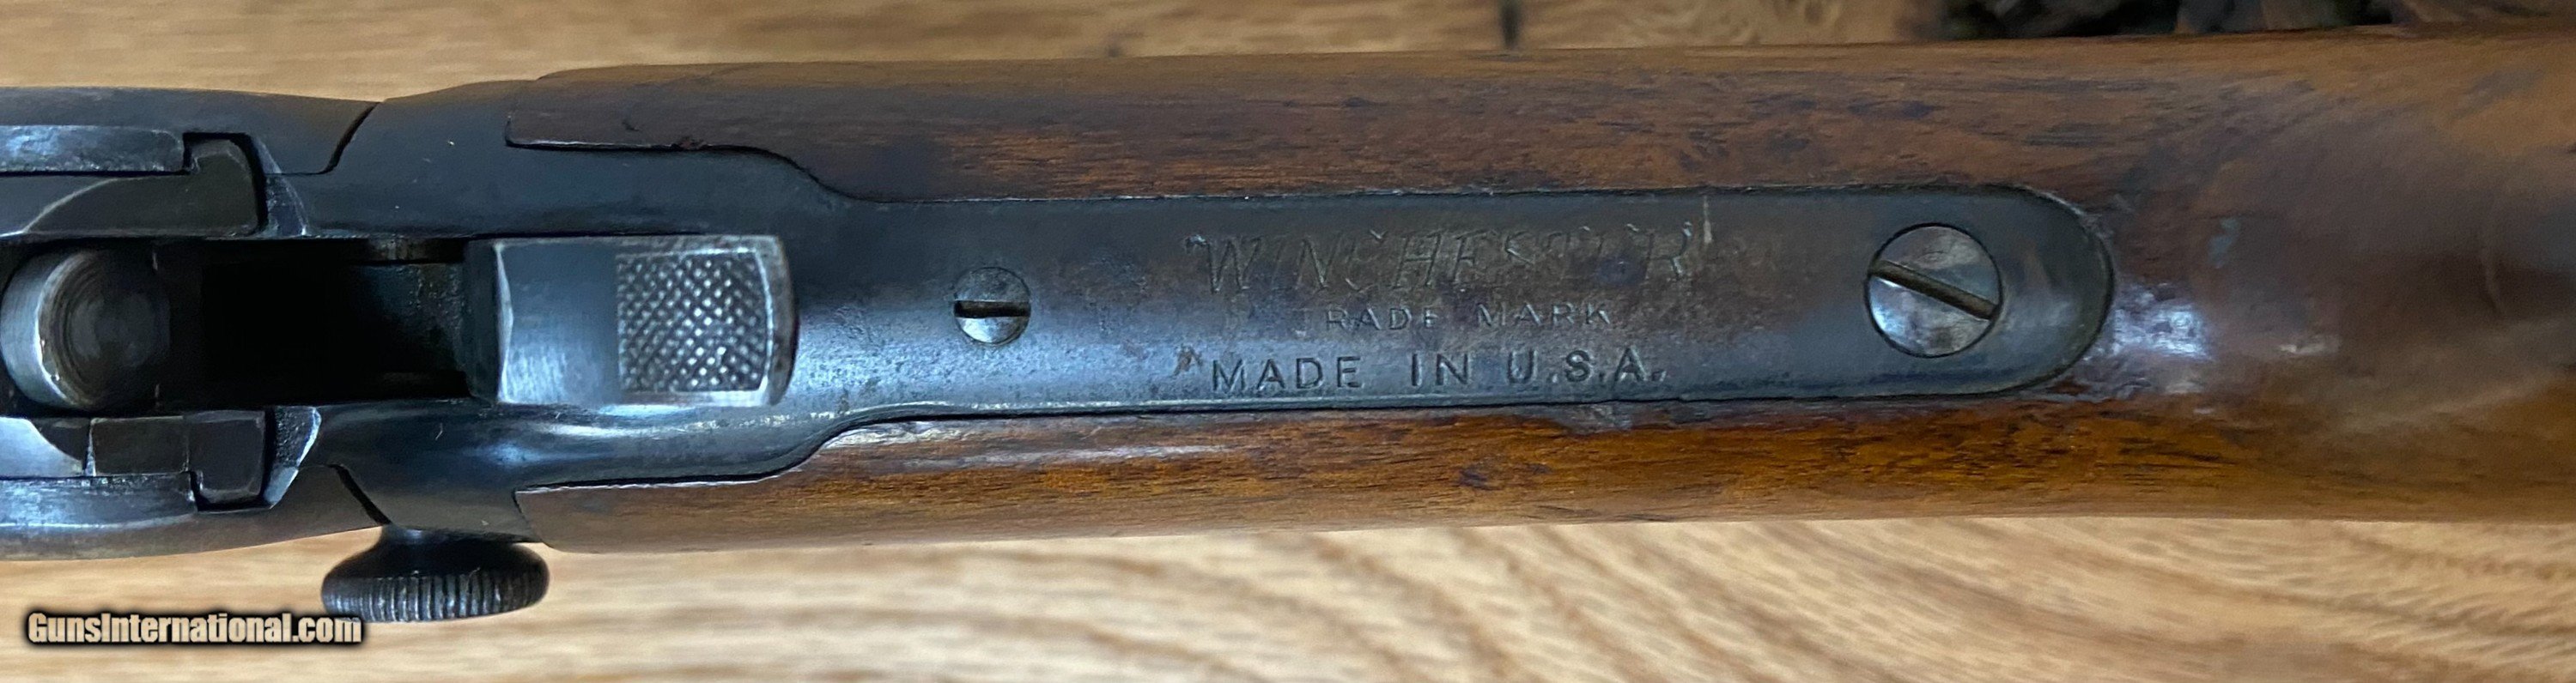 WINCHESTER
TRADE MARK
MADE IN U.S.A.
GunsInternational.com